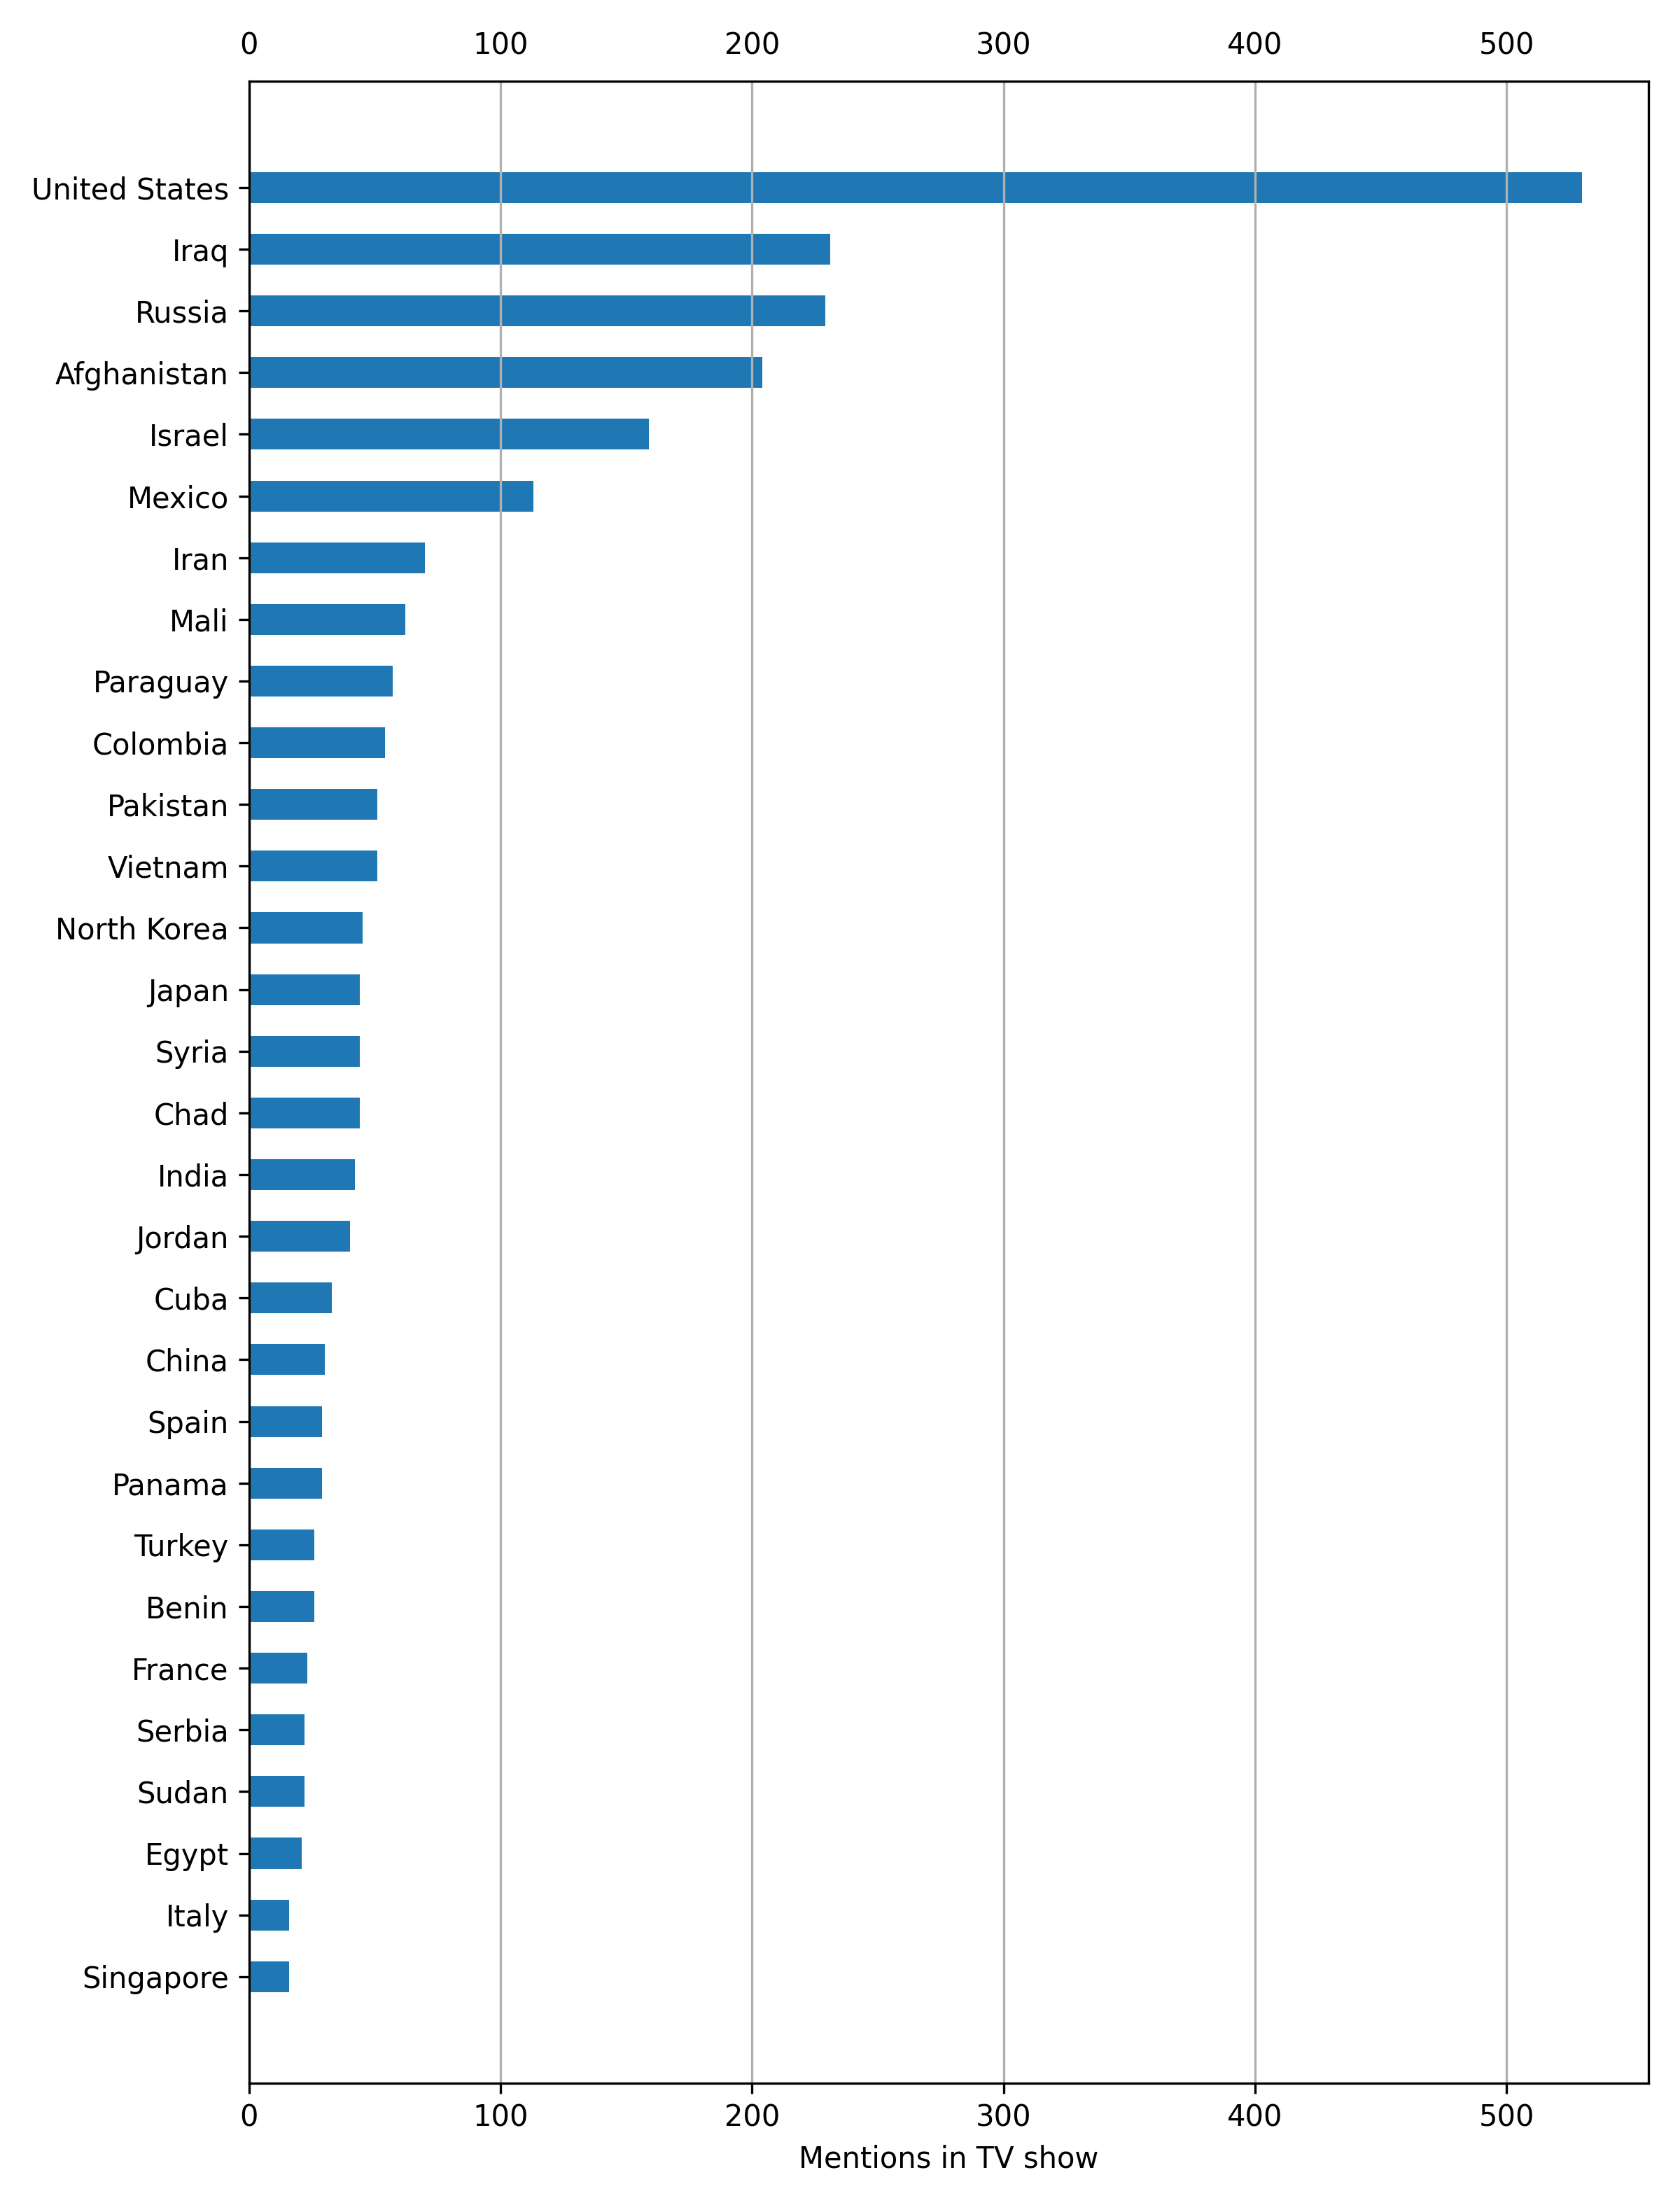 0 100 200 300 400 500
United States
Iraq
Russia
Afghanistan
Israel
Mexico
Iran
Mali
Paraguay
Colombia
Pakistan
Vietnam
North Korea
Japan
Syria
Chad
India
Jordan
Cuba
China
Spain
Panama
Turkey
Benin
France
Serbia
Sudan
Egypt
Italy
Singapore
0 100 200 300 400 500
Mentions in TV show